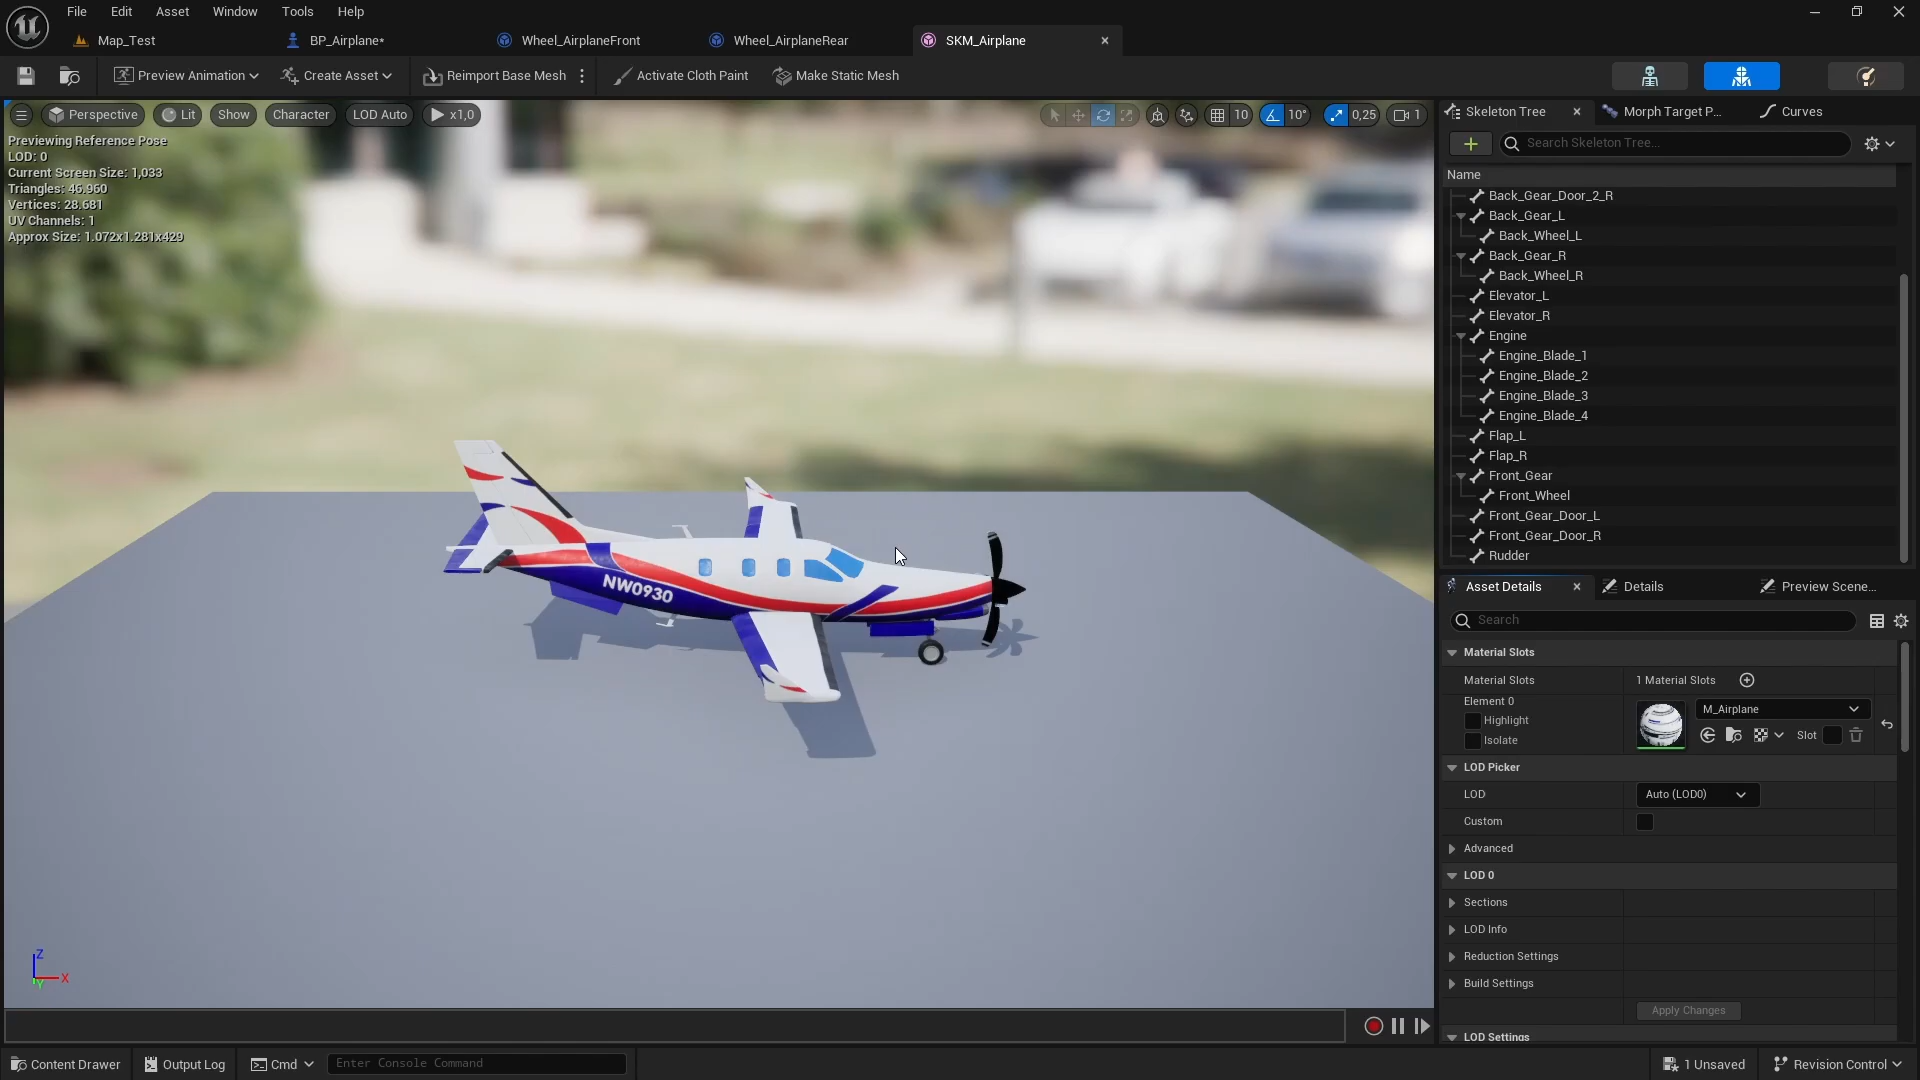 File Edit Asset Window Tools Help
Map_Test BP_Airplane* Wheel_AirplaneFront Wheel_AirplaneRear SKM_Airplane
Preview Animation Create Asset Reimport Base Mesh Activate Cloth Paint Make Static Mesh
Perspective Lit Show Character LOD Auto x1,0 10 10° 0,25 1
Previewing Reference Pose
LOD: 0
Current Screen Size: 1,033
Triangles: 46.960
Vertices: 28.681
UV Channels: 1
Approx Size: 1.072x1.281x429
NW0930
Z
X
Y
Skeleton Tree Morph Target P... Curves
Search Skeleton Tree...
Name
Back_Gear_Door_2_R
Back_Gear_L
Back_Wheel_L
Back_Gear_R
Back_Wheel_R
Elevator_L
Elevator_R
Engine
Engine_Blade_1
Engine_Blade_2
Engine_Blade_3
Engine_Blade_4
Flap_L
Flap_R
Front_Gear
Front_Wheel
Front_Gear_Door_L
Front_Gear_Door_R
Rudder
Asset Details Details Preview Scene...
Search
Material Slots
Material Slots 1 Material Slots
Element 0
Highlight
Isolate
M_Airplane
Slot
LOD Picker
LOD Auto (LOD0)
Custom
Advanced
LOD 0
Sections
LOD Info
Reduction Settings
Build Settings
Apply Changes
LOD Settings
Content Drawer Output Log Cmd Enter Console Command 1 Unsaved Revision Control